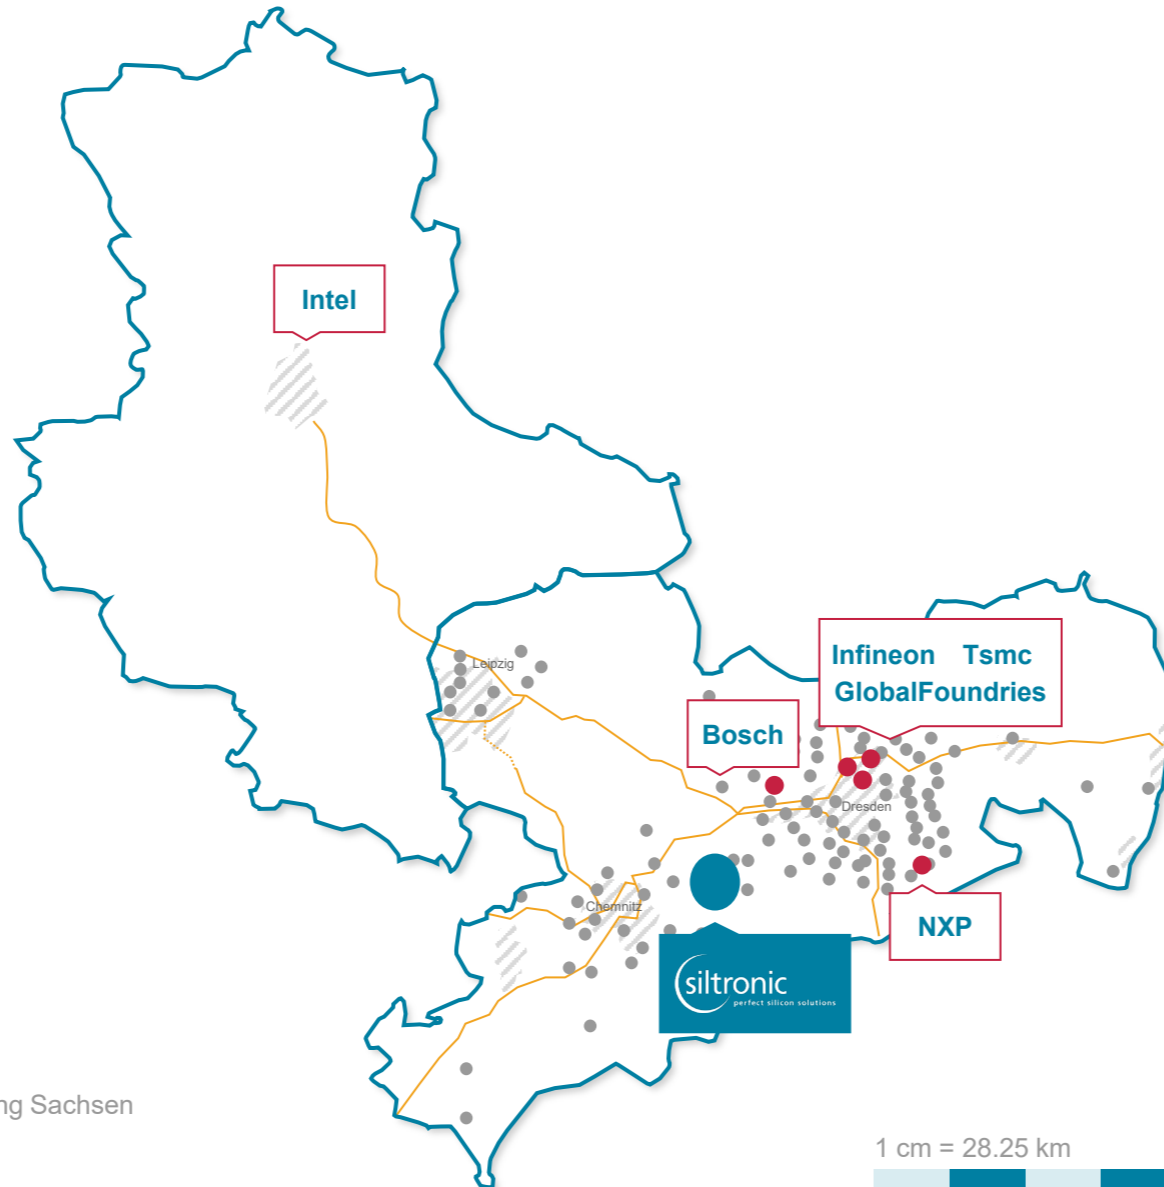 Intel
Leipzig
Infineon Tsmc
GlobalFoundries
Bosch
Dresden
Chemnitz
NXP
siltronic
perfect silicon solutions
Sachsen
1 cm = 28.25 km